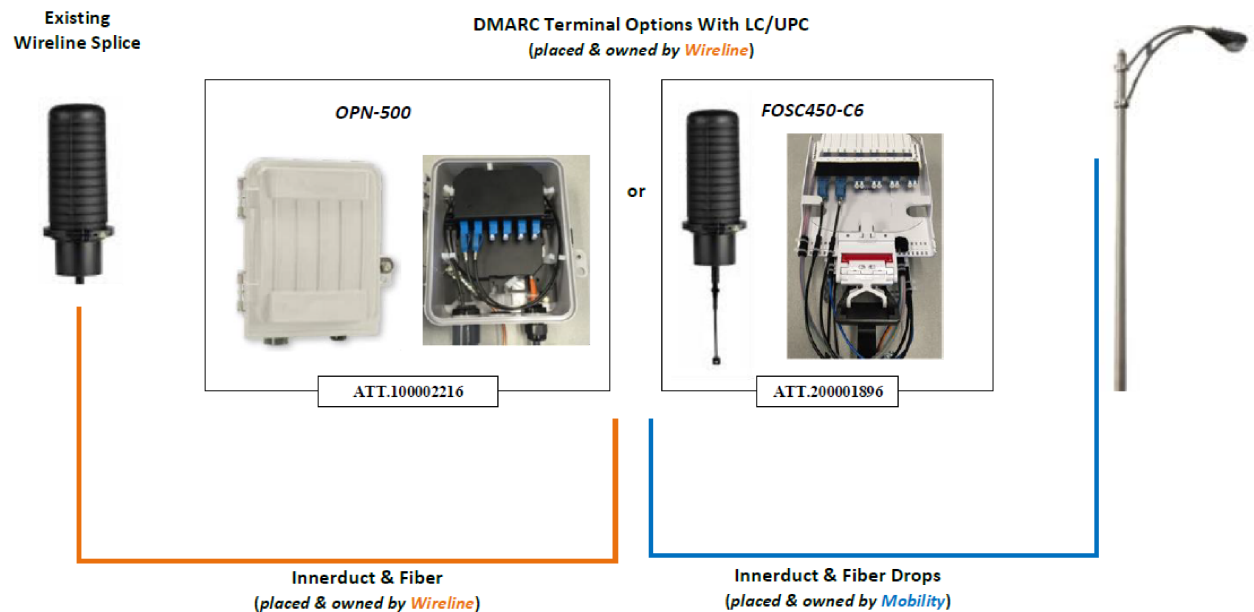 Existing
Wireline Splice
DMARC Terminal Options With LC/UPC
(placed & owned by Wireline)
OPN-500
FOSC450-C6
or
ATT.100002216
ATT.200001896
Innerduct & Fiber
(placed & owned by Wireline)
Innerduct & Fiber Drops
(placed & owned by Mobility)